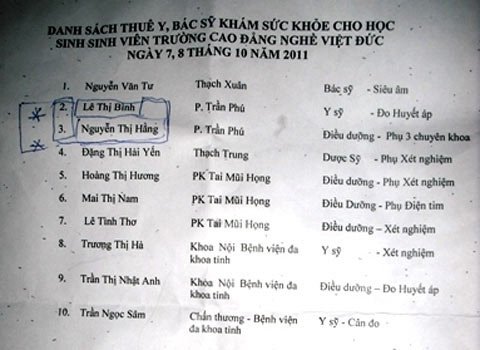 DANH SÁCH THUÊ Y, BÁC SỸ KHÁM SỨC KHỎE CHO HỌC
SINH SINH VIÊN TRƯỜNG CAO ĐẲNG NGHỀ VIỆT ĐỨC
NGÀY 7, 8 THÁNG 10 NĂM 2011
1. Nguyễn Văn Tư Thạch Xuân Bác sỹ - Siêu âm
2. Lê Thị Bình P. Trần Phú Y sỹ - Đo Huyết áp
3. Nguyễn Thị Hằng P. Trần Phú Điều dưỡng - Phụ 3 chuyên khoa
4. Đặng Thị Hải Yến Thạch Trung Dược Sỹ - Phụ Xét nghiệm
5. Hoàng Thị Hương PK Tai Mũi Họng Điều dưỡng - Phụ Xét nghiệm
6. Mai Thị Nam PK Tai Mũi Họng Điều Dưỡng - Phụ Điện tim
7. Lê Tình Thơ PK Tai Mũi Họng Điều dưỡng – Xét nghiệm
8. Trương Thị Hà Khoa Nội Bệnh viện đa Y sỹ - Xét nghiệm
khoa tỉnh
9. Trần Thị Nhật Anh Khoa Nội Bệnh viện đa Điều dưỡng – Đo Huyết áp
khoa tỉnh
10. Trần Ngọc Sâm Chấn thương - Bệnh viện Y sỹ - Cân đo
đa khoa tỉnh